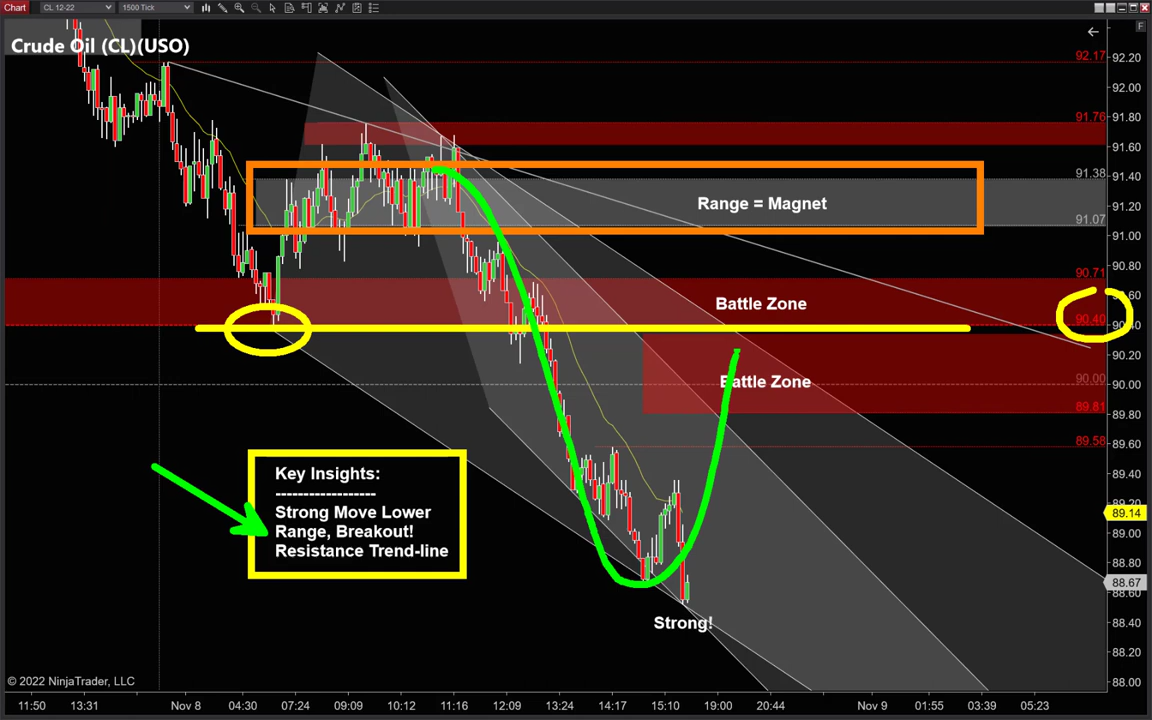 Chart
CL 12-22
1500 Tick
F
Crude Oil (CL)(USO)
92.17
91.76
91.38
91.07
90.71
90.40
90.00
89.81
89.58
92.20
92.00
91.80
91.60
91.40
91.20
91.00
90.80
90.60
90.40
90.20
90.00
89.80
89.60
89.40
89.20
89.14
88.80
88.67
88.60
88.40
88.20
88.00
Range = Magnet
Battle Zone
Battle Zone
Key Insights:
------------------
Strong Move Lower
Range, Breakout!
Resistance Trend-line
Strong!
© 2022 NinjaTrader, LLC
11:50 13:31 Nov 8 04:30 07:24 09:09 10:12 11:16 12:09 13:24 14:17 15:10 19:00 20:44 Nov 9 01:55 03:39 05:23